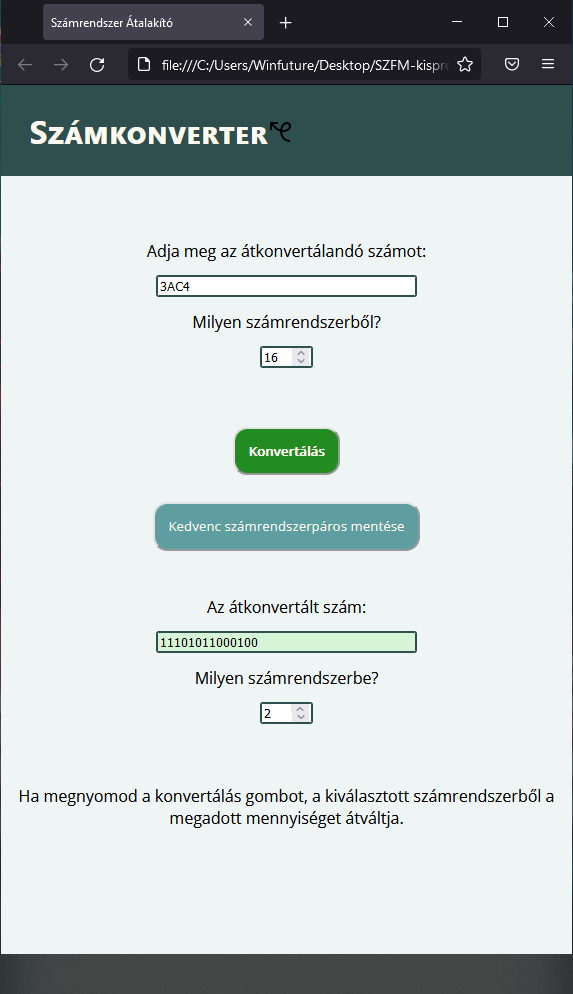 Számrendszer Átalakító
file:///C:/Users/Winfuture/Desktop/SZFM-kispro
Számkonverter
Adja meg az átkonvertálandó számot:
3AC4
Milyen számrendszerből?
16
Konvertálás
Kedvenc számrendszerpáros mentése
Az átkonvertált szám:
11101011000100
Milyen számrendszerbe?
2
Ha megnyomod a konvertálás gombot, a kiválasztott számrendszerből a
megadott mennyiséget átváltja.